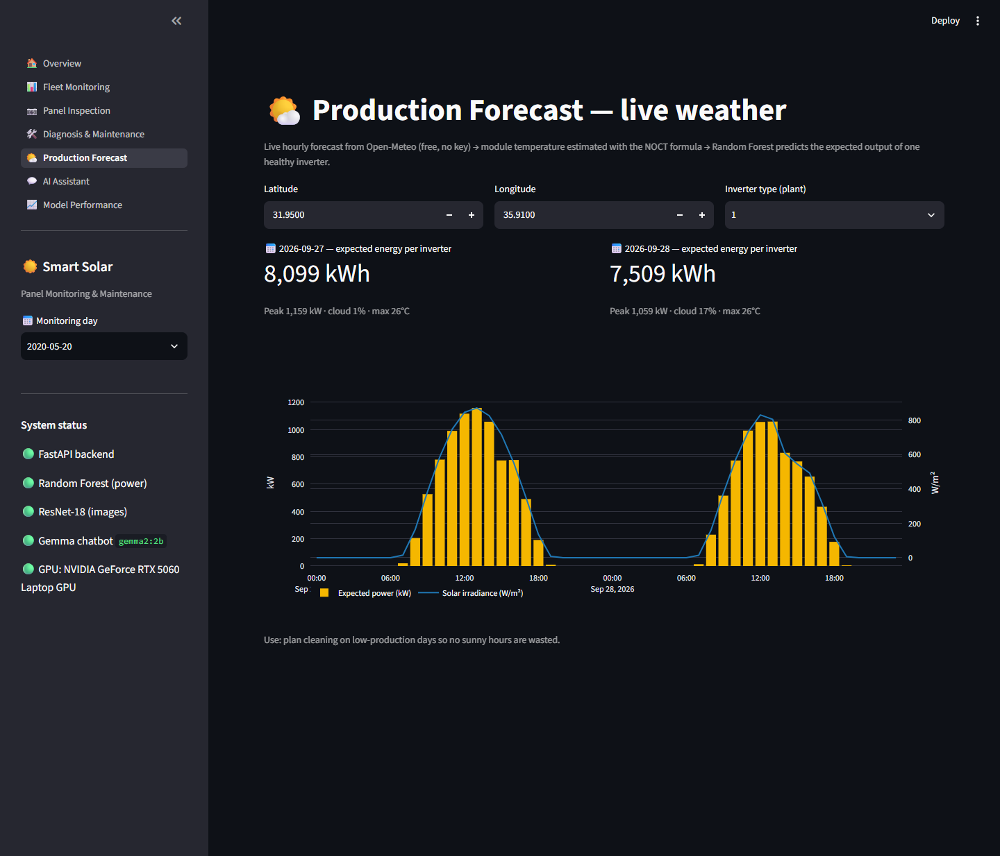 Deploy
Overview
Fleet Monitoring
Panel Inspection
Diagnosis & Maintenance
Production Forecast
AI Assistant
Model Performance
Smart Solar
Panel Monitoring & Maintenance
Monitoring day
2020-05-20
System status
FastAPI backend
Random Forest (power)
ResNet-18 (images)
Gemma chatbot gemma2:2b
GPU: NVIDIA GeForce RTX 5060
Laptop GPU
Production Forecast — live weather
Live hourly forecast from Open-Meteo (free, no key) → module temperature estimated with the NOCT formula → Random Forest predicts the expected output of one
healthy inverter.
Latitude Longitude Inverter type (plant)
31.9500 35.9100 1
2026-09-27 — expected energy per inverter
8,099 kWh
Peak 1,159 kW · cloud 1% · max 26°C
2026-09-28 — expected energy per inverter
7,509 kWh
Peak 1,059 kW · cloud 17% · max 26°C
1200
1000
800
600
400
200
0
kW
800
600
400
200
0
W/m²
00:00 06:00 12:00 18:00 00:00 06:00 12:00 18:00
Sep Sep 28, 2026
Expected power (kW) Solar irradiance (W/m²)
Use: plan cleaning on low-production days so no sunny hours are wasted.